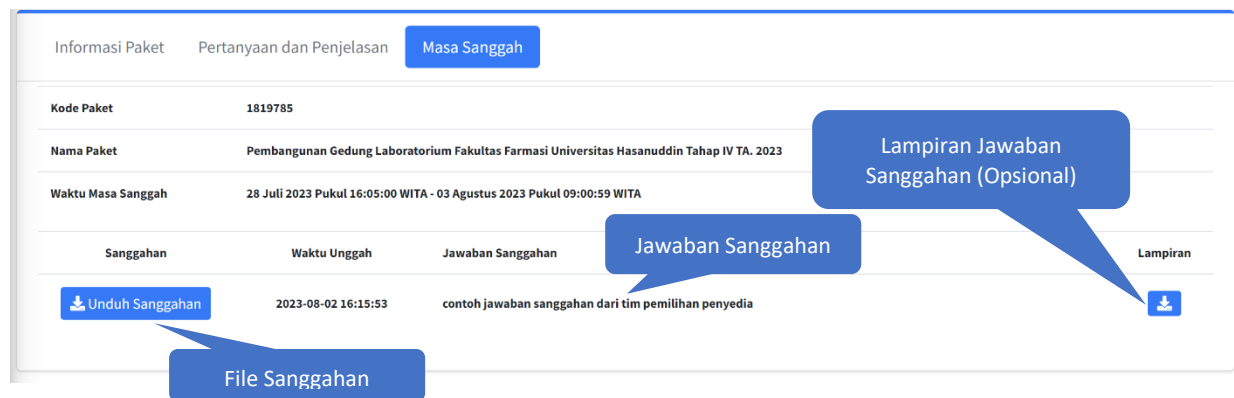 Informasi Paket Pertanyaan dan Penjelasan Masa Sanggah
Kode Paket 1819785
Nama Paket Pembangunan Gedung Laboratorium Fakultas Farmasi Universitas Hasanuddin Tahap IV TA. 2023
Lampiran Jawaban
Sanggahan (Opsional)
Waktu Masa Sanggah 28 Juli 2023 Pukul 16:05:00 WITA - 03 Agustus 2023 Pukul 09:00:59 WITA
Jawaban Sanggahan
Sanggahan Waktu Unggah Jawaban Sanggahan Lampiran
Unduh Sanggahan 2023-08-02 16:15:53 contoh jawaban sanggahan dari tim pemilihan penyedia
File Sanggahan